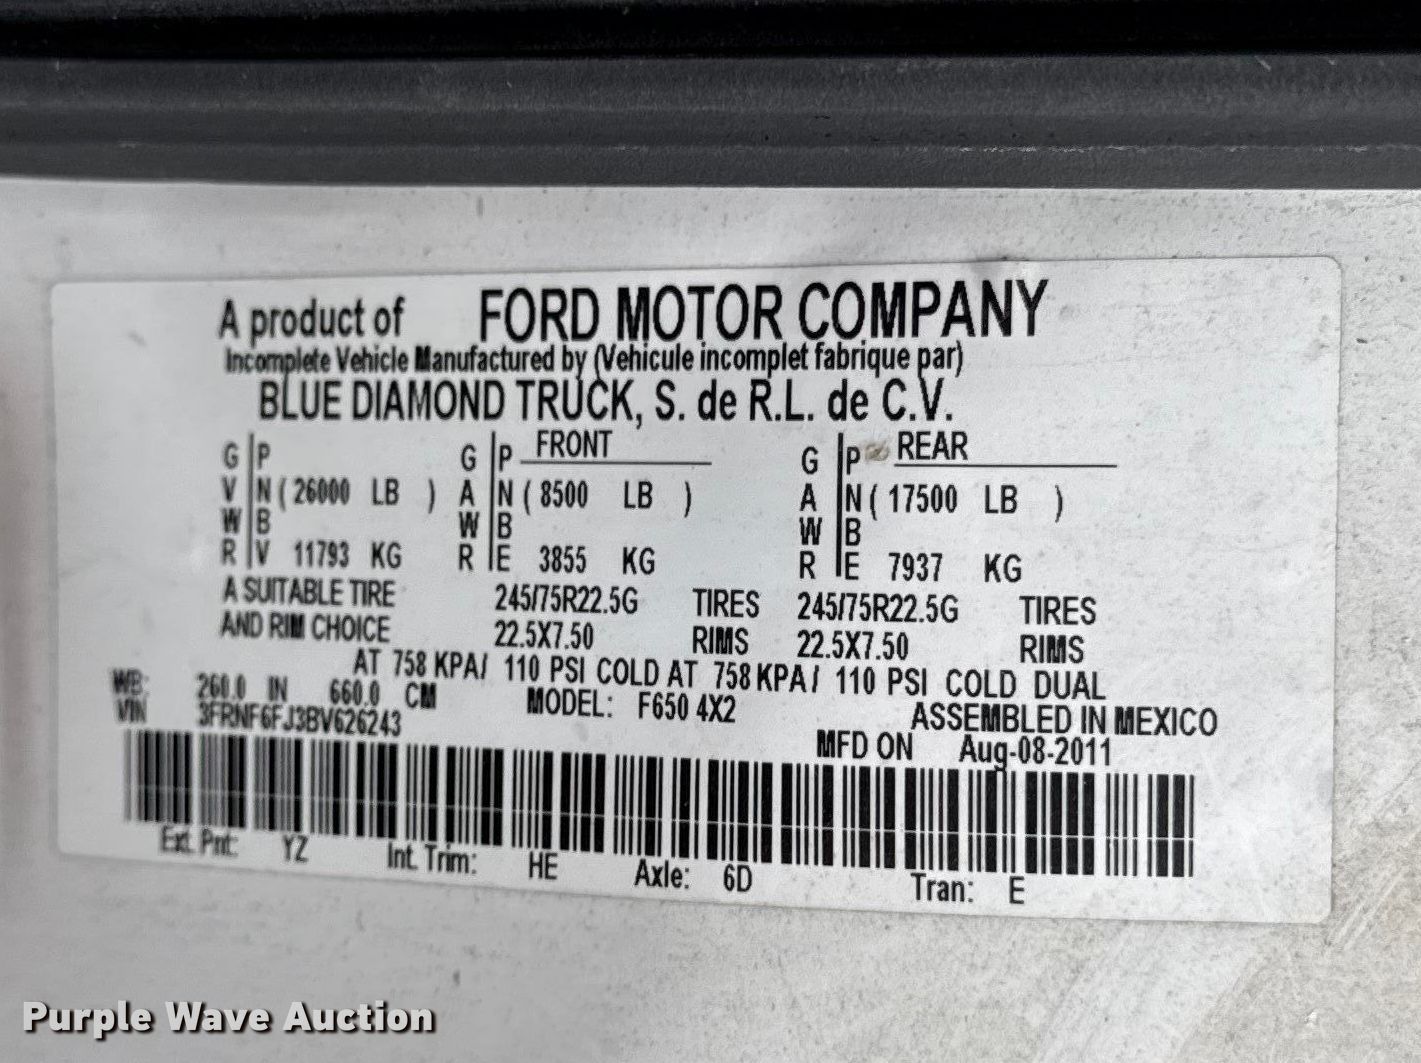 A product of FORD MOTOR COMPANY
Incomplete Vehicle Manufactured by (Vehicule incomplet fabrique par)
BLUE DIAMOND TRUCK, S. de R.L. de C.V.
G P G P FRONT G P REAR
V N ( 26000 LB ) A N ( 8500 LB ) A N ( 17500 LB )
W B W B W B
R V 11793 KG R E 3855 KG R E 7937 KG
A SUITABLE TIRE 245/75R22.5G TIRES 245/75R22.5G TIRES
AND RIM CHOICE 22.5X7.50 RIMS 22.5X7.50 RIMS
AT 758 KPA/ 110 PSI COLD AT 758 KPA/ 110 PSI COLD DUAL
WB: 260.0 IN 660.0 CM MODEL: F650 4X2 ASSEMBLED IN MEXICO
VIN 3FRNF6FJ3BV626243 MFD ON Aug-08-2011
Ext. Pnt: YZ Int. Trim: HE Axle: 6D Tran: E
Purple Wave Auction